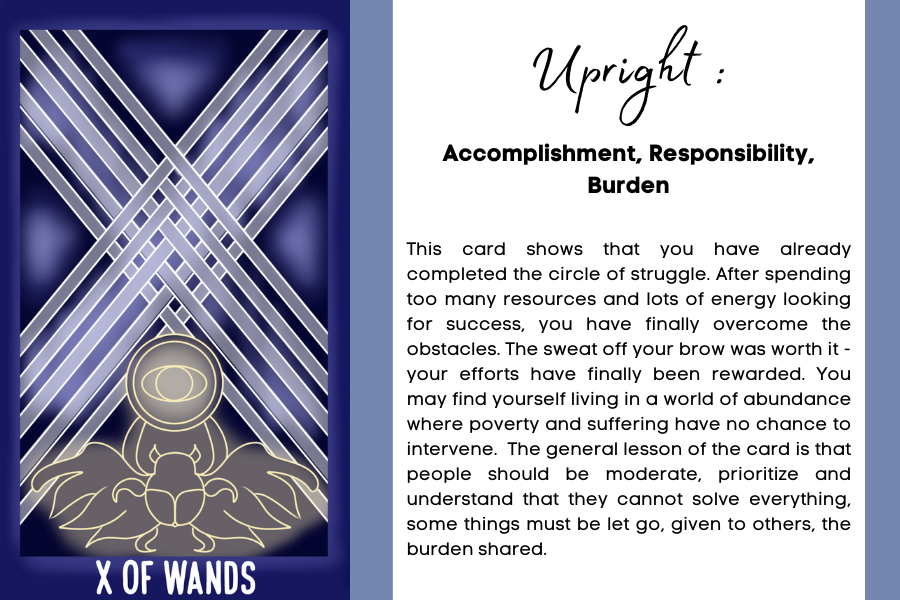 X OF WANDS
Upright :
Accomplishment, Responsibility,
Burden
This card shows that you have already
completed the circle of struggle. After spending
too many resources and lots of energy looking
for success, you have finally overcome the
obstacles. The sweat off your brow was worth it -
your efforts have finally been rewarded. You
may find yourself living in a world of abundance
where poverty and suffering have no chance to
intervene. The general lesson of the card is that
people should be moderate, prioritize and
understand that they cannot solve everything,
some things must be let go, given to others, the
burden shared.